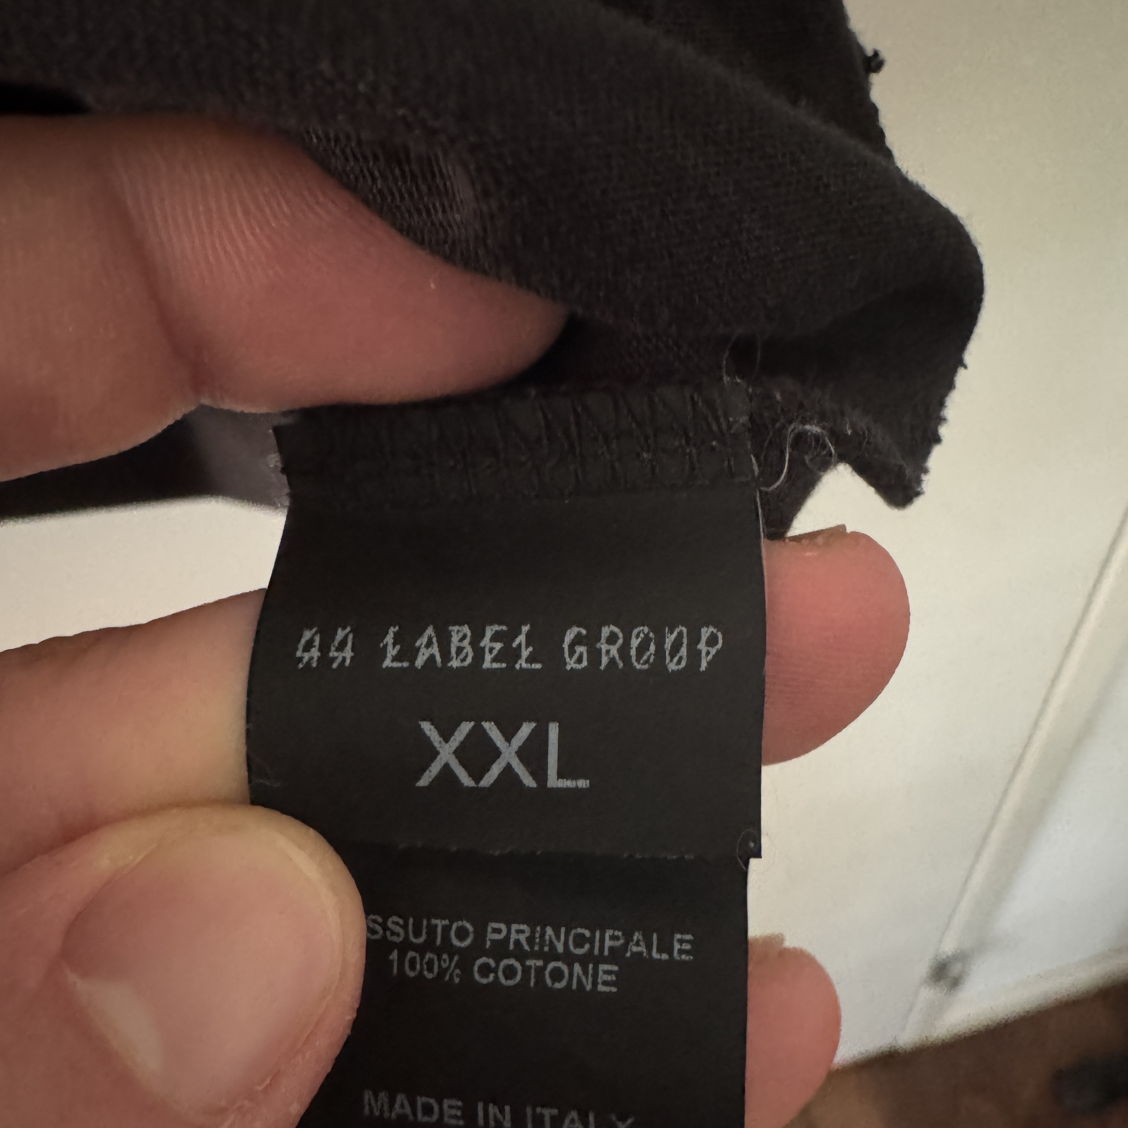 44 LABEL GROUP
XXL
SSUTO PRINCIPALE
100% COTONE
MADE IN ITALY